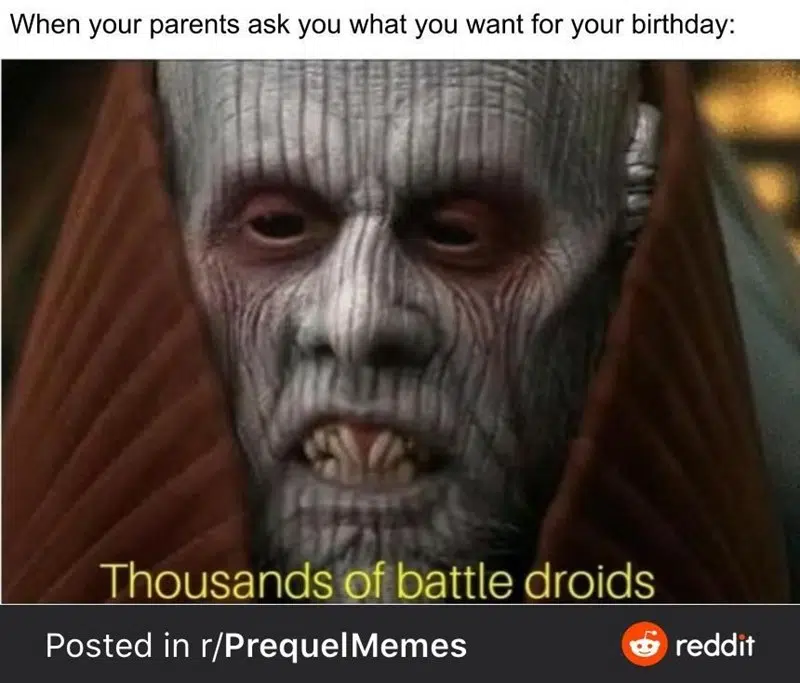 When your parents ask you what you want for your birthday:
Thousands of battle droids
Posted in r/PrequelMemes
reddit